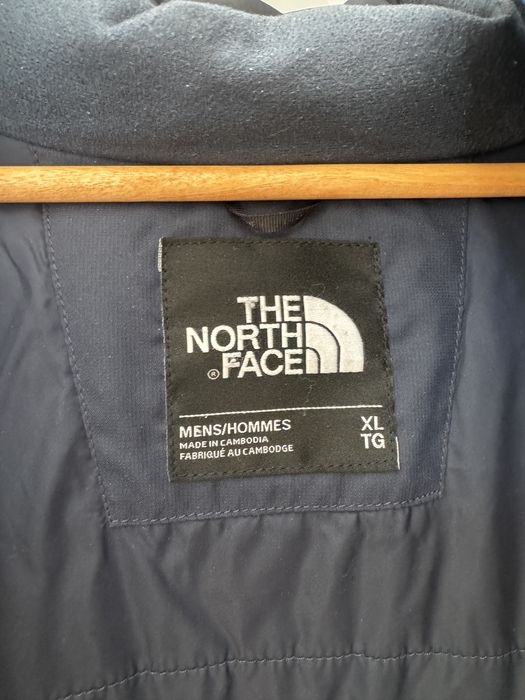 THE
NORTH
FACE
®
MENS/HOMMES XL
MADE IN CAMBODIA TG
FABRIQUÉ AU CAMBODGE